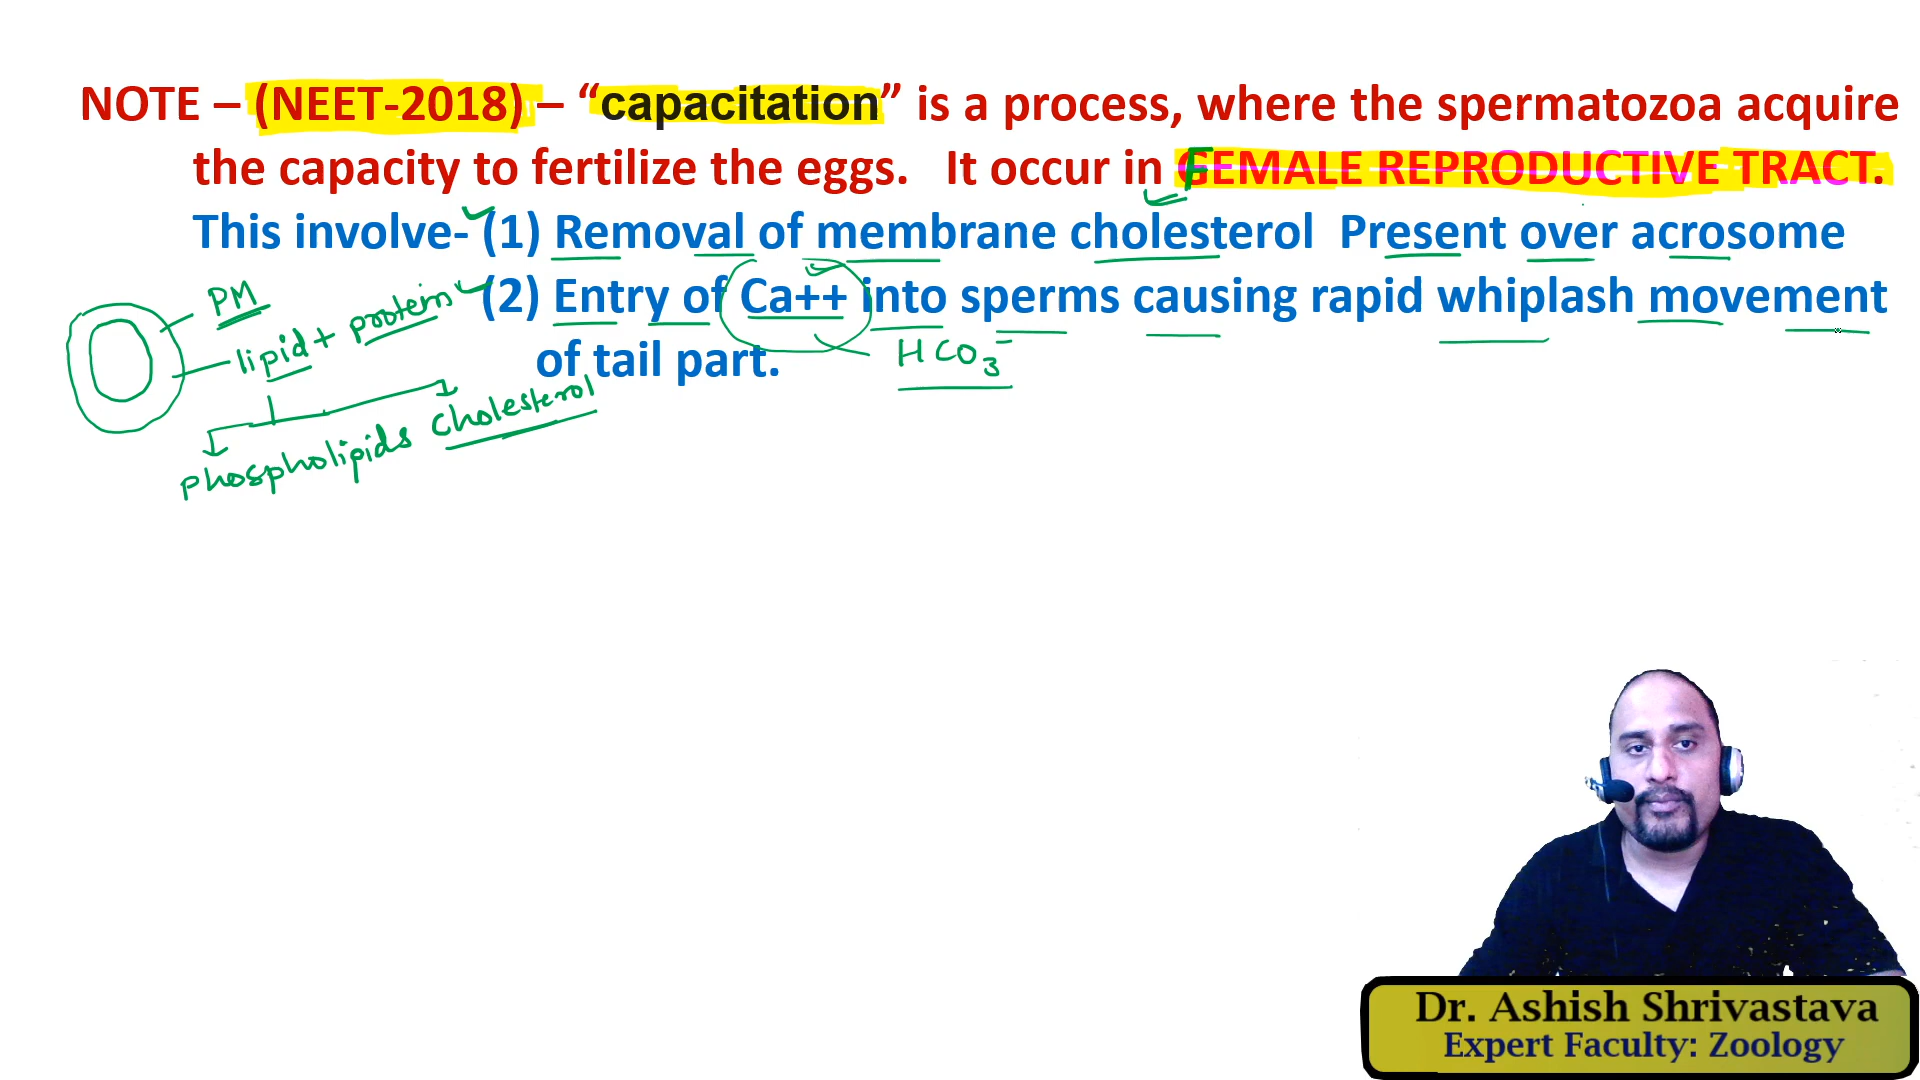 NOTE – (NEET-2018) – “capacitation” is a process, where the spermatozoa acquire
the capacity to fertilize the eggs. It occur in FEMALE REPRODUCTIVE TRACT.
This involve- (1) Removal of membrane cholesterol Present over acrosome
(2) Entry of Ca++ into sperms causing rapid whiplash movement
of tail part.
PM
lipid + protein
HCO3-
phospholipids cholesterol
Dr. Ashish Shrivastava
Expert Faculty: Zoology